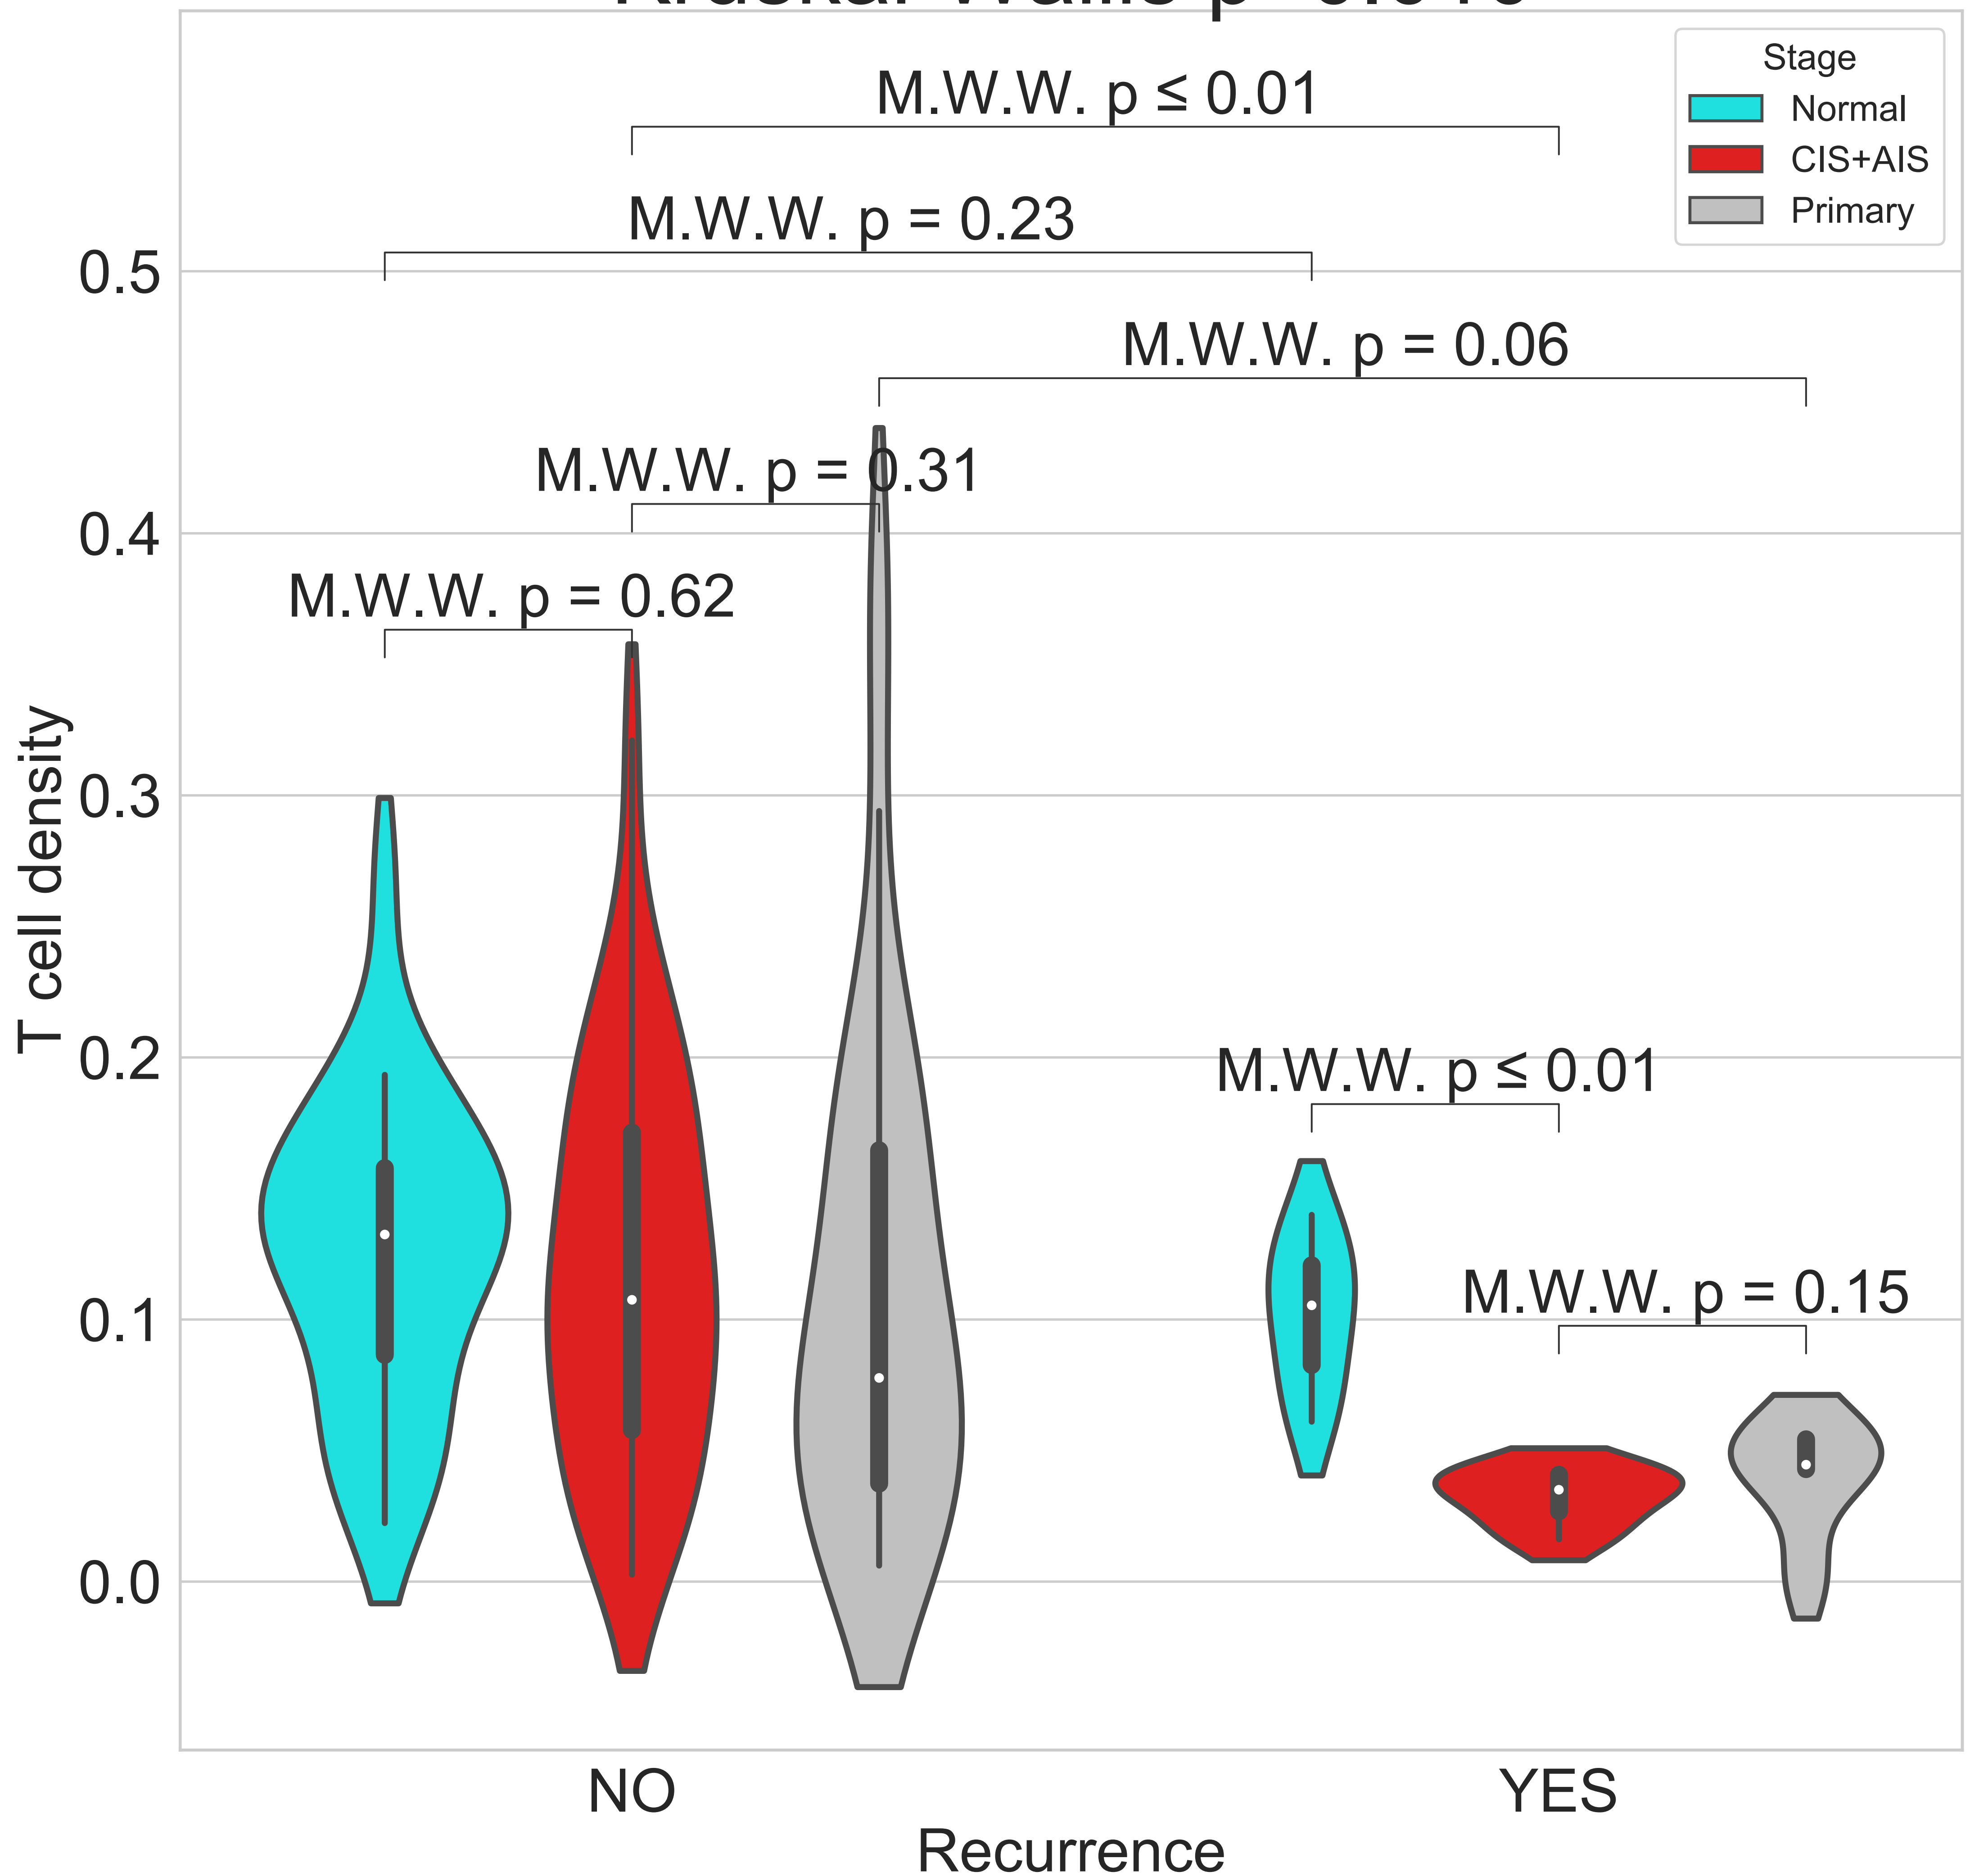 Stage
Normal
CIS+AIS
Primary
M.W.W. p ≤ 0.01
M.W.W. p = 0.23
M.W.W. p = 0.06
M.W.W. p = 0.31
M.W.W. p = 0.62
M.W.W. p ≤ 0.01
M.W.W. p = 0.15
T cell density
0.5
0.4
0.3
0.2
0.1
0.0
NO
YES
Recurrence